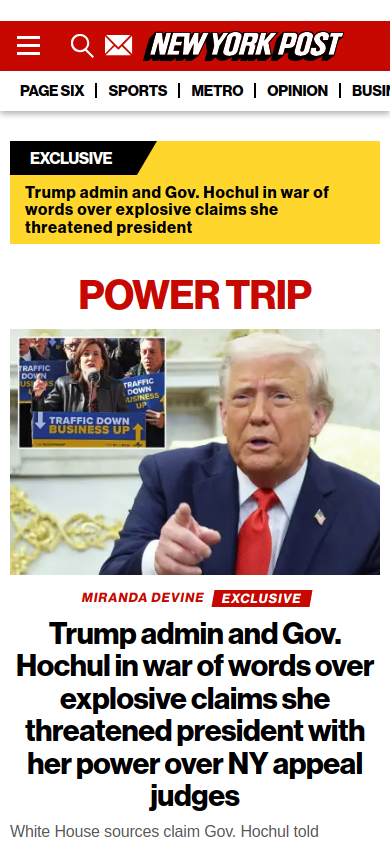 NEW YORK POST
PAGE SIX | SPORTS | METRO | OPINION | BUSI
EXCLUSIVE
Trump admin and Gov. Hochul in war of
words over explosive claims she
threatened president
POWER TRIP
TRAFFIC
DOWN
BUSINESS
TRAFFIC
DOWN
BUSINESS
UP
TRAFFIC DOWN
BUSINESS UP
MIRANDA DEVINE EXCLUSIVE
Trump admin and Gov.
Hochul in war of words over
explosive claims she
threatened president with
her power over NY appeal
judges
White House sources claim Gov. Hochul told